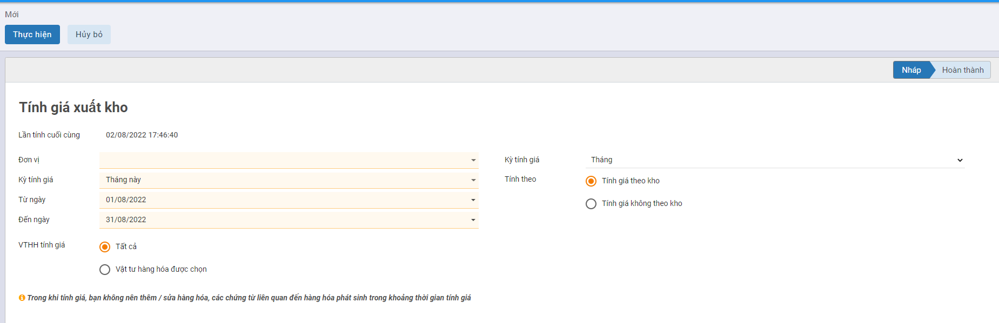 Mới
Thực hiện Hủy bỏ
Nháp Hoàn thành
Tính giá xuất kho
Lần tính cuối cùng 02/08/2022 17:46:40
Đơn vị Kỳ tính giá Tháng
Kỳ tính giá Tháng này Tính theo Tính giá theo kho
Từ ngày 01/08/2022 Tính giá không theo kho
Đến ngày 31/08/2022
VTHH tính giá Tất cả
Vật tư hàng hóa được chọn
Trong khi tính giá, bạn không nên thêm / sửa hàng hóa, các chứng từ liên quan đến hàng hóa phát sinh trong khoảng thời gian tính giá